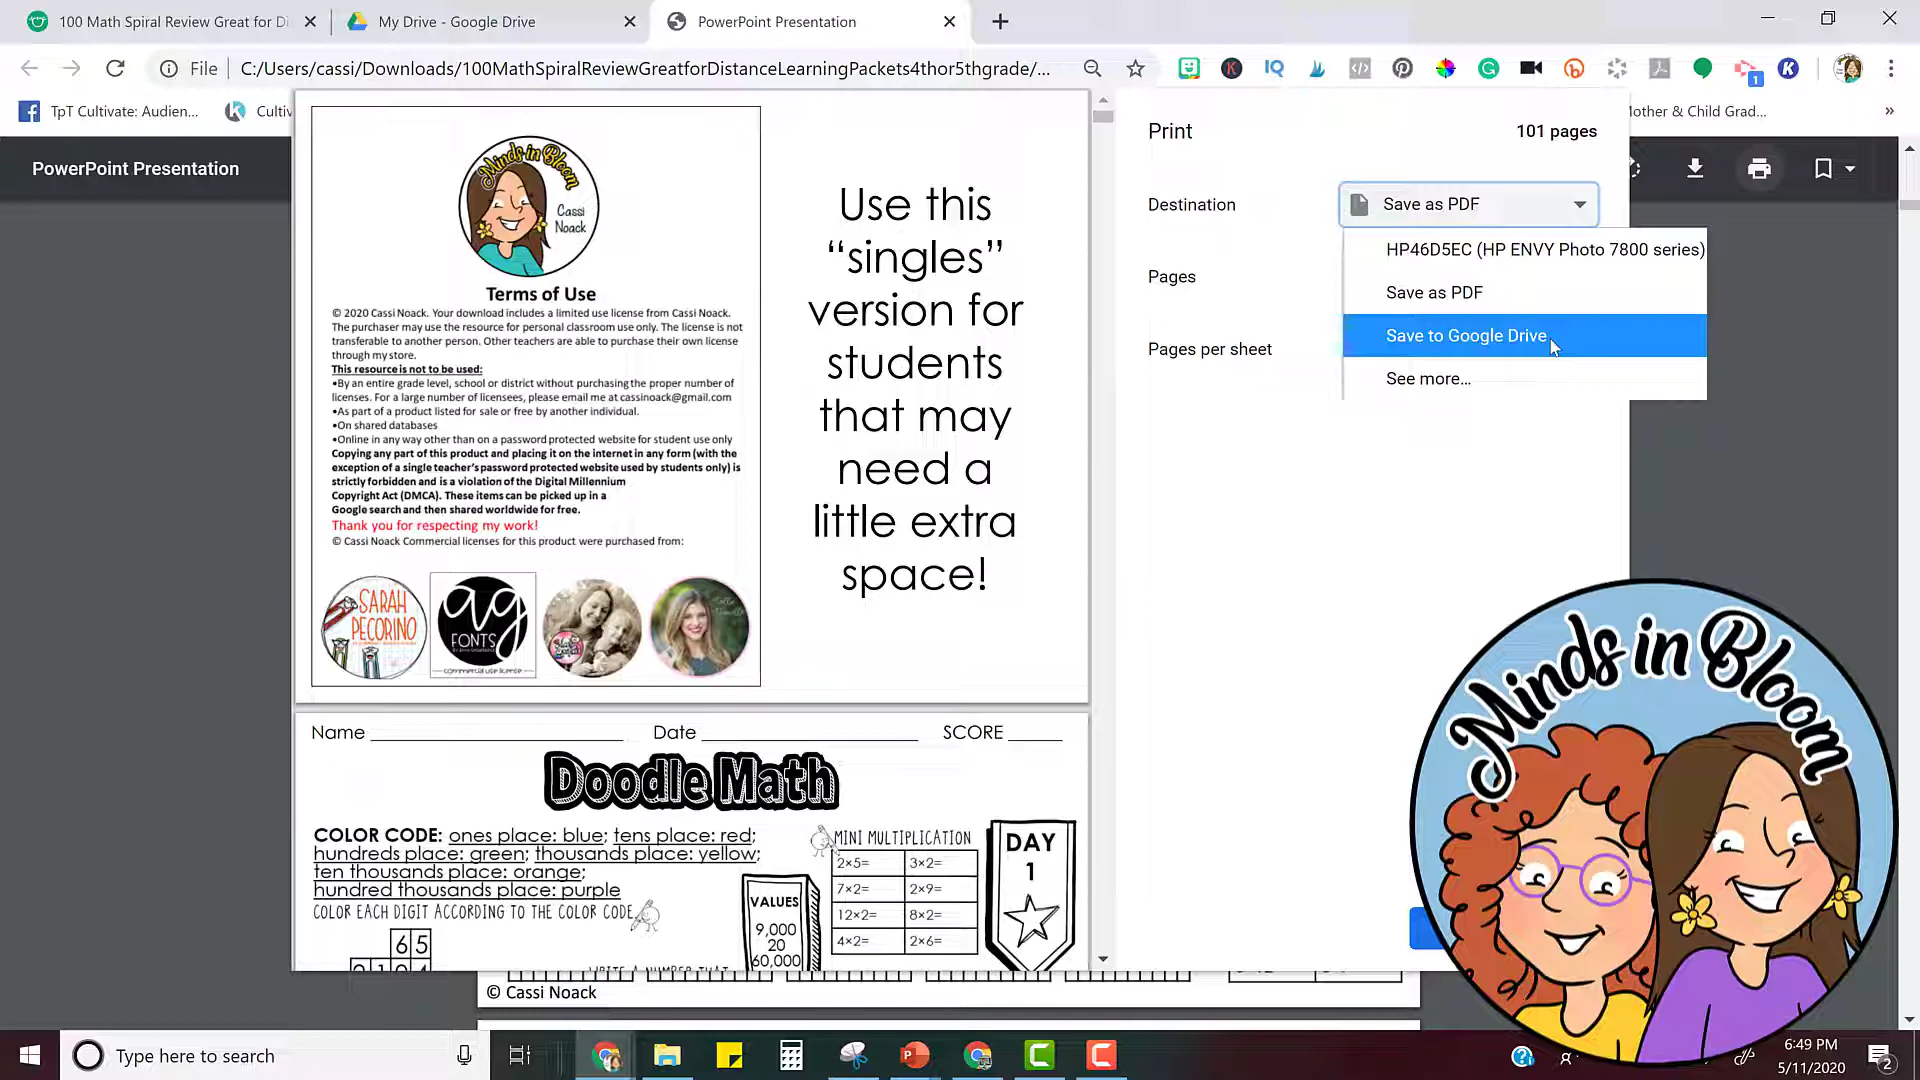 100 Math Spiral Review Great for Di
My Drive - Google Drive
PowerPoint Presentation
File
C:/Users/cassi/Downloads/100MathSpiralReviewGreatforDistanceLearningPackets4thor5thgrade/...
TpT Cultivate: Audien...
Cultiv
Mother & Child Grad...
»
PowerPoint Presentation
Minds in Bloom
Cassi
Noack
Terms of Use
© 2020 Cassi Noack. Your download includes a limited use license from Cassi Noack.
The purchaser may use the resource for personal classroom use only. The license is not
transferable to another person. Other teachers are able to purchase their own license
through my store.
This resource is not to be used:
•By an entire grade level, school or district without purchasing the proper number of
licenses. For a large number of licensees, please email me at cassinoack@gmail.com
•As part of a product listed for sale or free by another individual.
•On shared databases
•Online in any way other than on a password protected website for student use only
Copying any part of this product and placing it on the internet in any form (with the
exception of a single teacher's password protected website used by students only) is
strictly forbidden and is a violation of the Digital Millennium
Copyright Act (DMCA). These items can be picked up in a
Google search and then shared worldwide for free.
Thank you for respecting my work!
© Cassi Noack Commercial licenses for this product were purchased from:
SARAH
PECORINO
ag
FONTS
commercial use license
Use this
“singles”
version for
students
that may
need a
little extra
space!
Print
101 pages
Destination
Save as PDF
HP46D5EC (HP ENVY Photo 7800 series)
Pages
Save as PDF
Save to Google Drive
Pages per sheet
See more...
Name
Date
SCORE
Doodle Math
COLOR CODE: ones place: blue; tens place: red;
hundreds place: green; thousands place: yellow;
ten thousands place: orange;
hundred thousands place: purple
COLOR EACH DIGIT ACCORDING TO THE COLOR CODE
65
VALUES
9,000
20
60,000
MINI MULTIPLICATION
2×5= 3×2=
7×2= 2×9=
12×2= 8×2=
4×2= 2×6=
DAY
1
© Cassi Noack
Minds in Bloom
Type here to search
6:49 PM
5/11/2020
2